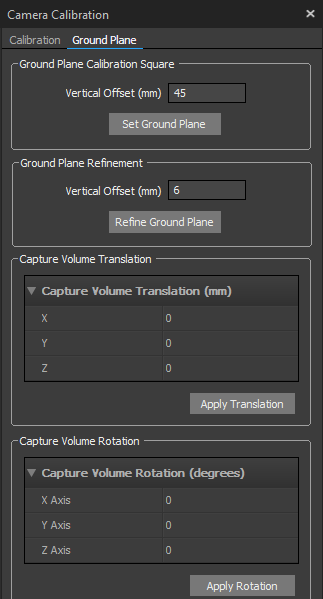 Camera Calibration
Calibration Ground Plane
Ground Plane Calibration Square
Vertical Offset (mm) 45
Set Ground Plane
Ground Plane Refinement
Vertical Offset (mm) 6
Refine Ground Plane
Capture Volume Translation
Capture Volume Translation (mm)
X 0
Y 0
Z 0
Apply Translation
Capture Volume Rotation
Capture Volume Rotation (degrees)
X Axis 0
Y Axis 0
Z Axis 0
Apply Rotation